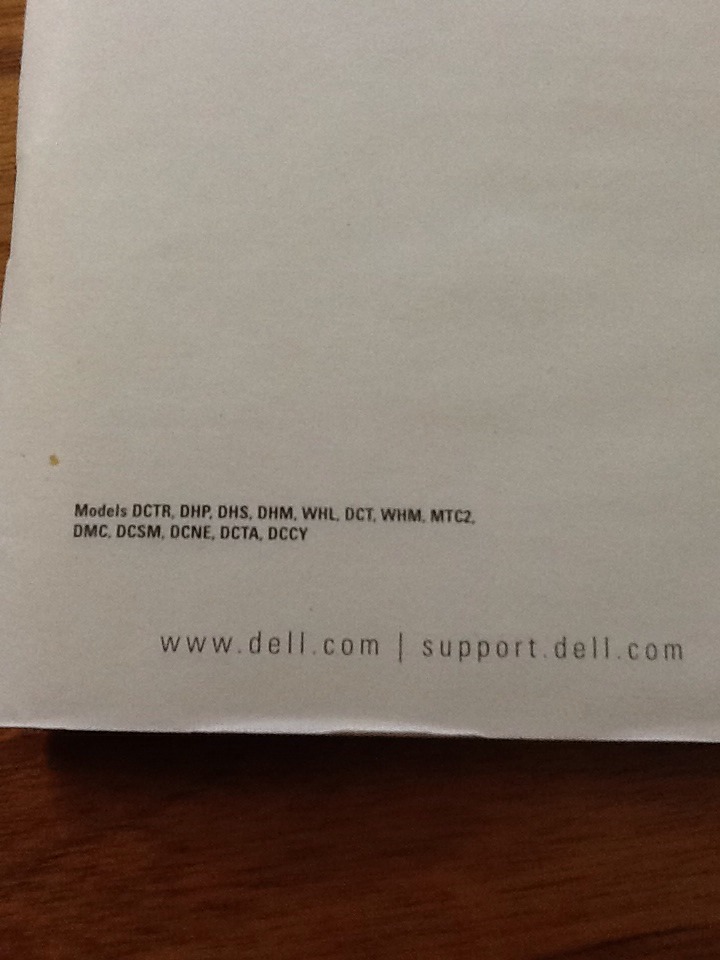 Models DCTR, DHP, DHS, DHM, WHL, DCT, WHM, MTC2,
DMC, DCSM, DCNE, DCTA, DCCY
www.dell.com | support.dell.com